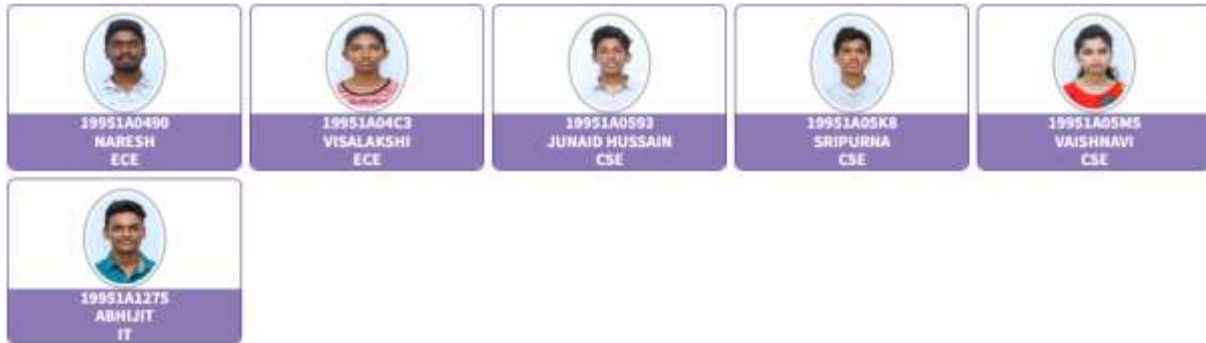 19951A0490
NARESH
ECE
19951A04C3
VISALAKSHI
ECE
19951A0593
JUNAID HUSSAIN
CSE
19951A05K8
SRIPURNA
CSE
19951A05M5
VAISHNAVI
CSE
19951A1275
ABHIJIT
IT